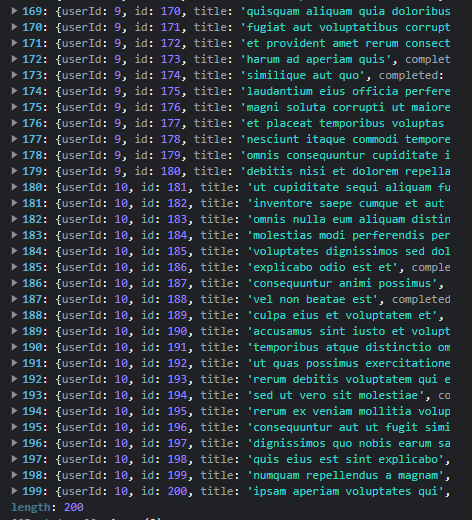 169: {userId: 9, id: 170, title: 'quisquam aliquam quia doloribus
170: {userId: 9, id: 171, title: 'fugiat aut voluptatibus corrupt
171: {userId: 9, id: 172, title: 'et provident amet rerum consect
172: {userId: 9, id: 173, title: 'harum ad aperiam quis', complet
173: {userId: 9, id: 174, title: 'similique aut quo', completed:
174: {userId: 9, id: 175, title: 'laudantium eius officia perfere
175: {userId: 9, id: 176, title: 'magni soluta corrupti ut maiore
176: {userId: 9, id: 177, title: 'et placeat temporibus voluptas
177: {userId: 9, id: 178, title: 'nesciunt itaque commodi tempore
178: {userId: 9, id: 179, title: 'omnis consequuntur cupiditate i
179: {userId: 9, id: 180, title: 'debitis nisi et dolorem repella
180: {userId: 10, id: 181, title: 'ut cupiditate sequi aliquam fu
181: {userId: 10, id: 182, title: 'inventore saepe cumque et aut
182: {userId: 10, id: 183, title: 'omnis nulla eum aliquam distin
183: {userId: 10, id: 184, title: 'molestias modi perferendis per
184: {userId: 10, id: 185, title: 'voluptates dignissimos sed dol
185: {userId: 10, id: 186, title: 'explicabo odio est et', comple
186: {userId: 10, id: 187, title: 'consequuntur animi possimus',
187: {userId: 10, id: 188, title: 'vel non beatae est', completed
188: {userId: 10, id: 189, title: 'culpa eius et voluptatem et',
189: {userId: 10, id: 190, title: 'accusamus sint iusto et volupt
190: {userId: 10, id: 191, title: 'temporibus atque distinctio om
191: {userId: 10, id: 192, title: 'ut quas possimus exercitatione
192: {userId: 10, id: 193, title: 'rerum debitis voluptatem qui e
193: {userId: 10, id: 194, title: 'sed ut vero sit molestiae', co
194: {userId: 10, id: 195, title: 'rerum ex veniam mollitia volup
195: {userId: 10, id: 196, title: 'consequuntur aut ut fugit simi
196: {userId: 10, id: 197, title: 'dignissimos quo nobis earum sa
197: {userId: 10, id: 198, title: 'quis eius est sint explicabo',
198: {userId: 10, id: 199, title: 'numquam repellendus a magnam',
199: {userId: 10, id: 200, title: 'ipsam aperiam voluptates qui',
length: 200